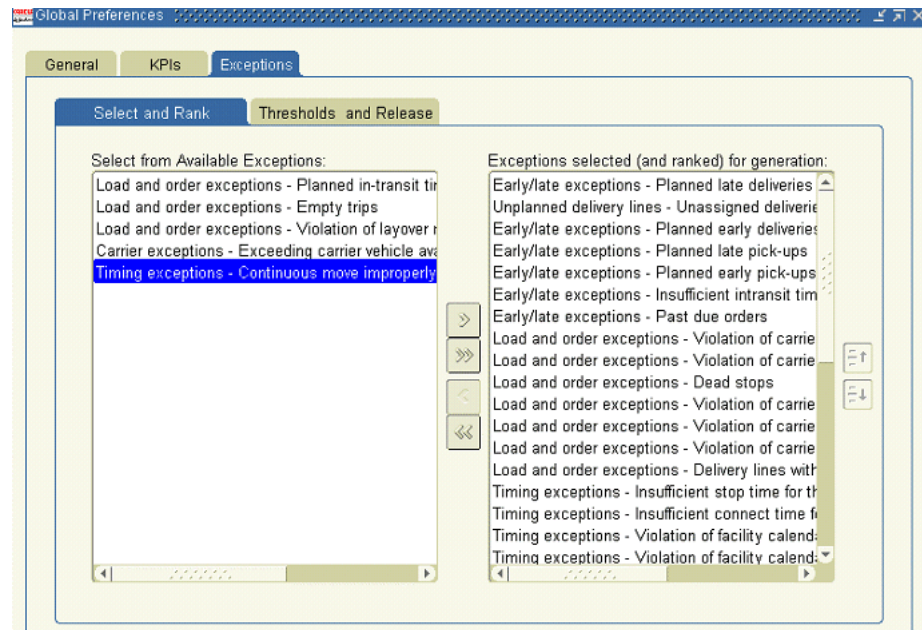 Global Preferences
General KPIs Exceptions
Select and Rank Thresholds and Release
Select from Available Exceptions:
Load and order exceptions - Planned in-transit tir
Load and order exceptions - Empty trips
Load and order exceptions - Violation of layover r
Carrier exceptions - Exceeding carrier vehicle ava
Timing exceptions - Continuous move improperly
Exceptions selected (and ranked) for generation:
Early/late exceptions - Planned late deliveries
Unplanned delivery lines - Unassigned deliverie
Early/late exceptions - Planned early deliveries
Early/late exceptions - Planned late pick-ups
Early/late exceptions - Planned early pick-ups
Early/late exceptions - Insufficient intransit tim
Early/late exceptions - Past due orders
Load and order exceptions - Violation of carrie
Load and order exceptions - Violation of carrie
Load and order exceptions - Dead stops
Load and order exceptions - Violation of carrie
Load and order exceptions - Violation of carrie
Load and order exceptions - Violation of carrie
Load and order exceptions - Delivery lines with
Timing exceptions - Insufficient stop time for th
Timing exceptions - Insufficient connect time f
Timing exceptions - Violation of facility calend
Timing exceptions - Violation of facility calend